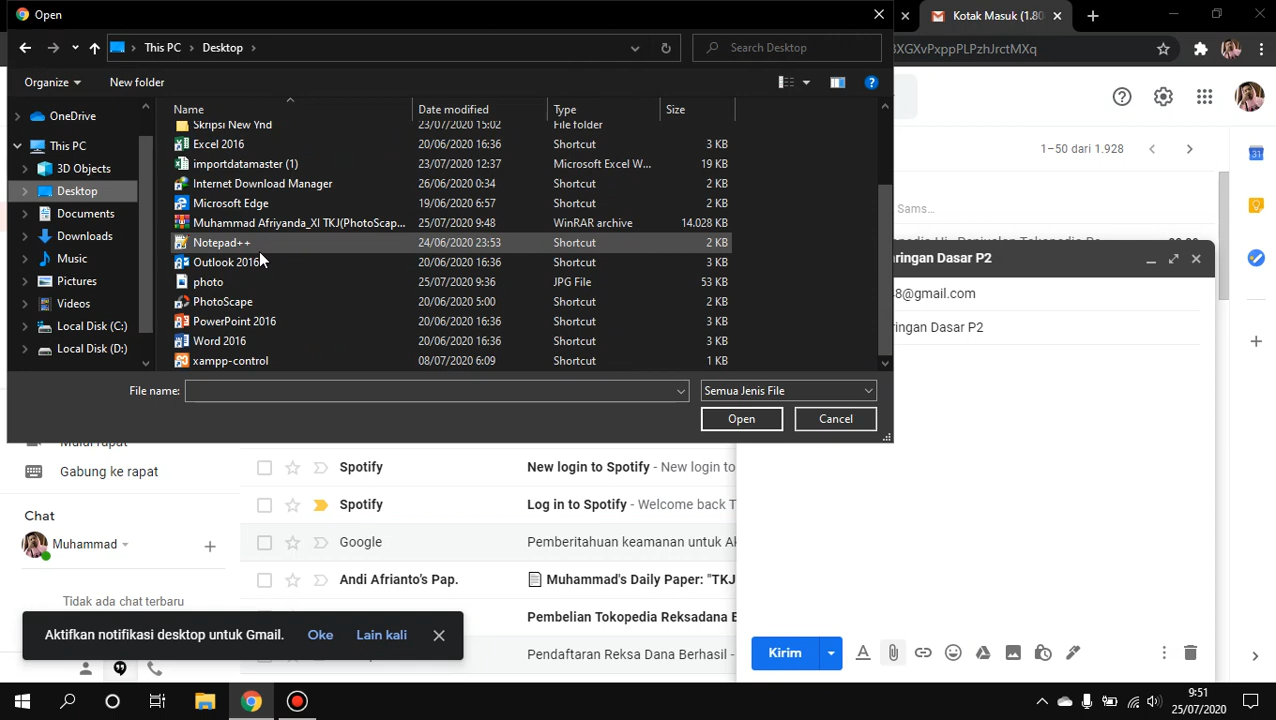 Open
Kotak Masuk (1.80
This PC
Desktop
Search Desktop
3XGXvPxppPLPzhJrctMXq
Organize
New folder
Name
Date modified
Type
Size
OneDrive
This PC
3D Objects
Desktop
Documents
Downloads
Music
Pictures
Videos
Local Disk (C:)
Local Disk (D:)
Skripsi New Ynd 23/07/2020 15:02 File folder
Excel 2016 20/06/2020 16:36 Shortcut 3 KB
importdatamaster (1) 23/07/2020 12:37 Microsoft Excel W... 19 KB
Internet Download Manager 26/06/2020 0:34 Shortcut 2 KB
Microsoft Edge 19/06/2020 6:57 Shortcut 2 KB
Muhammad Afriyanda_XI TKJ(PhotoScap... 25/07/2020 9:48 WinRAR archive 14.028 KB
Notepad++ 24/06/2020 23:53 Shortcut 2 KB
Outlook 2016 20/06/2020 16:36 Shortcut 3 KB
photo 25/07/2020 9:36 JPG File 53 KB
PhotoScape 20/06/2020 5:00 Shortcut 2 KB
PowerPoint 2016 20/06/2020 16:36 Shortcut 3 KB
Word 2016 20/06/2020 16:36 Shortcut 3 KB
xampp-control 08/07/2020 6:09 Shortcut 1 KB
File name:
Semua Jenis File
Open
Cancel
1–50 dari 1.928
Sams...
aringan Dasar P2
8@gmail.com
ringan Dasar P2
Mulai rapat
Gabung ke rapat
Chat
Muhammad
Tidak ada chat terbaru
Spotify New login to Spotify - New login to
Spotify Log in to Spotify - Welcome back T
Google Pemberitahuan keamanan untuk Ak
Andi Afrianto's Pap. Muhammad's Daily Paper: "TKJ
Pembelian Tokopedia Reksadana B
Pendaftaran Reksa Dana Berhasil -
Aktifkan notifikasi desktop untuk Gmail. Oke Lain kali
Kirim
9:51
25/07/2020